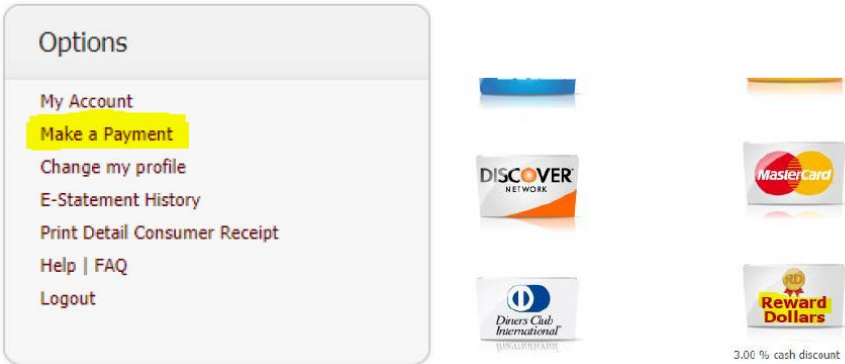 Options
My Account
Make a Payment
Change my profile
E-Statement History
Print Detail Consumer Receipt
Help | FAQ
Logout
DISCOVER
NETWORK
MasterCard
Diners Club
International
RD
Reward
Dollars
3.00 % cash discount